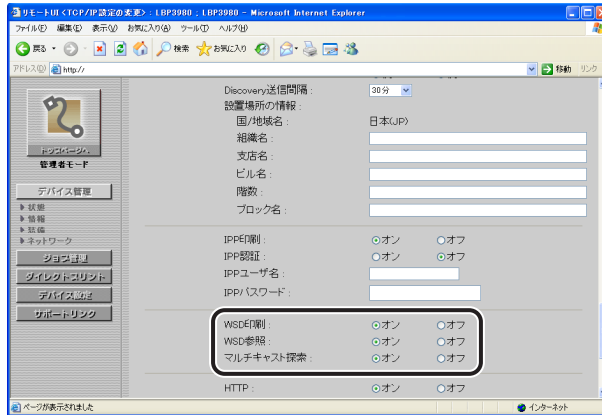 リモートUI <TCP/IP設定の変更> : LBP3980 ; LBP3980 - Microsoft Internet Explorer
ファイル(F) 編集(E) 表示(V) お気に入り(A) ツール(T) ヘルプ(H)
戻る 検索 お気に入り
アドレス(D) http:// 移動 リンク
Discovery送信間隔 : 30分
設置場所の情報 :
国/地域名 : 日本(JP)
組織名 :
支店名 :
ビル名 :
階数 :
ブロック名 :
IPP印刷 : オン オフ
IPP認証 : オン オフ
IPPユーザ名 :
IPPパスワード :
WSD印刷 : オン オフ
WSD参照 : オン オフ
マルチキャスト探索 : オン オフ
HTTP : オン オフ
トップページへ
管理者モード
デバイス管理
状態
情報
装備
ネットワーク
ジョブ管理
ダイレクトプリント
デバイス設定
サポートリンク
ページが表示されました インターネット